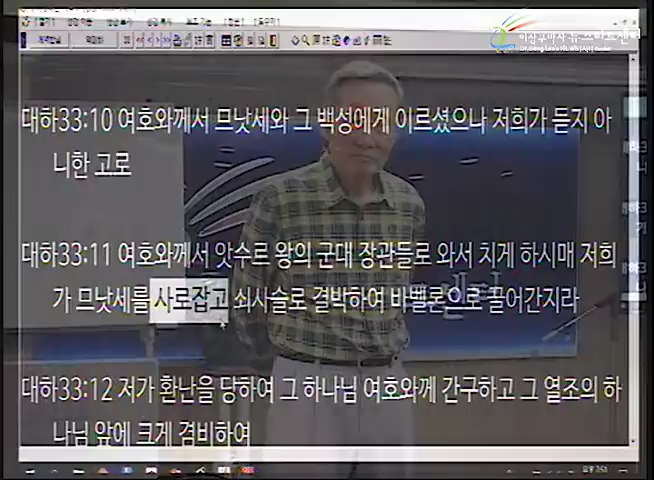 대하33:10 여호와께서 므낫세와 그 백성에게 이르셨으나 저희가 듣지 아
니한 고로
대하33:11 여호와께서 앗수르 왕의 군대 장관들로 와서 치게 하시매 저희
가 므낫세를 사로잡고 쇠사슬로 결박하여 바벨론으로 끌어간지라
대하33:12 저가 환난을 당하여 그 하나님 여호와께 간구하고 그 열조의 하
나님 앞에 크게 겸비하여